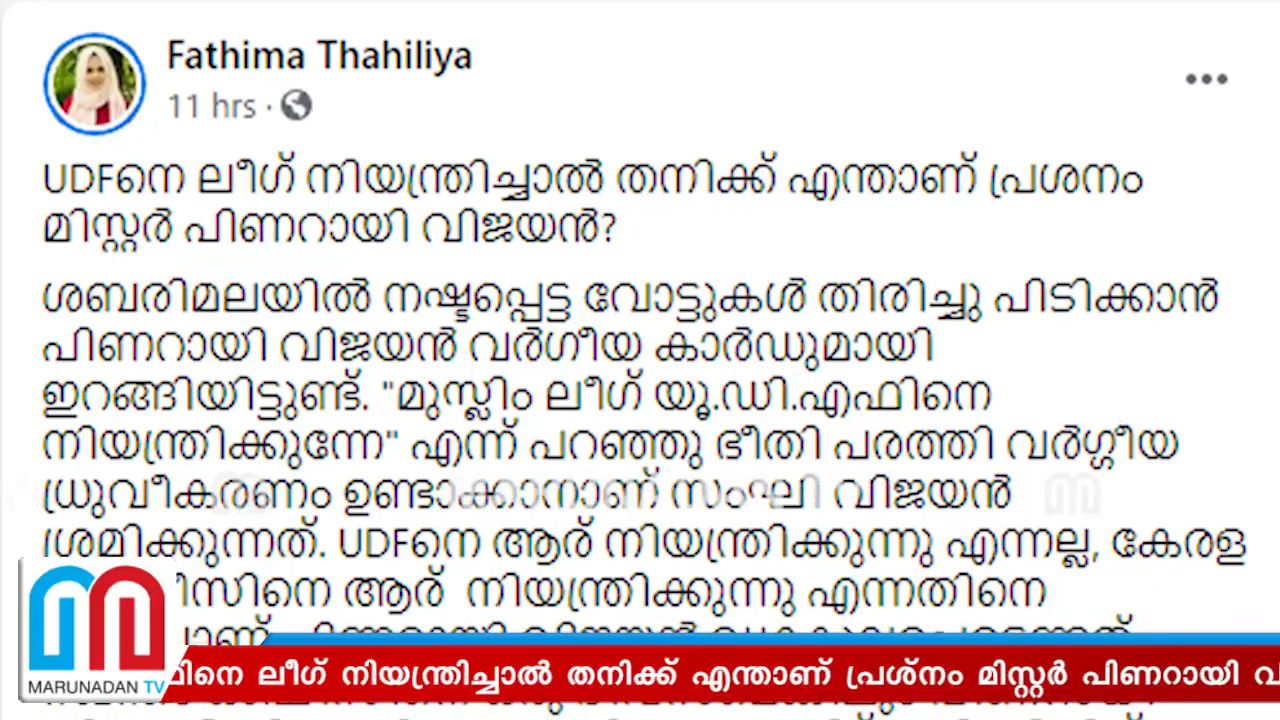 Fathima Thahiliya
11 hrs ·
UDFനെ ലീഗ് നിയന്ത്രിച്ചാൽ തനിക്ക് എന്താണ് പ്രശനം
മിസ്റ്റർ പിണറായി വിജയൻ?
ശബരിമലയിൽ നഷ്ടപ്പെട്ട വോട്ടുകൾ തിരിച്ചു പിടിക്കാൻ
പിണറായി വിജയൻ വർഗീയ കാർഡുമായി
ഇറങ്ങിയിട്ടുണ്ട്. "മുസ്ലിം ലീഗ് യൂ.ഡി.എഫിനെ
നിയന്ത്രിക്കുന്നേ" എന്ന് പറഞ്ഞു ഭീതി പരത്തി വർഗ്ഗീയ
ധ്രുവീകരണം ഉണ്ടാക്കാനാണ് സംഘി വിജയൻ
ശ്രമിക്കുന്നത്. UDFനെ ആര് നിയന്ത്രിക്കുന്നു എന്നല്ല, കേരള
ആര് നിയന്ത്രിക്കുന്നു എന്നതിനെ
MARUNADAN TV
ലീഗ് നിയന്ത്രിച്ചാൽ തനിക്ക് എന്താണ് പ്രശ്നം മിസ്റ്റർ പിണറായി